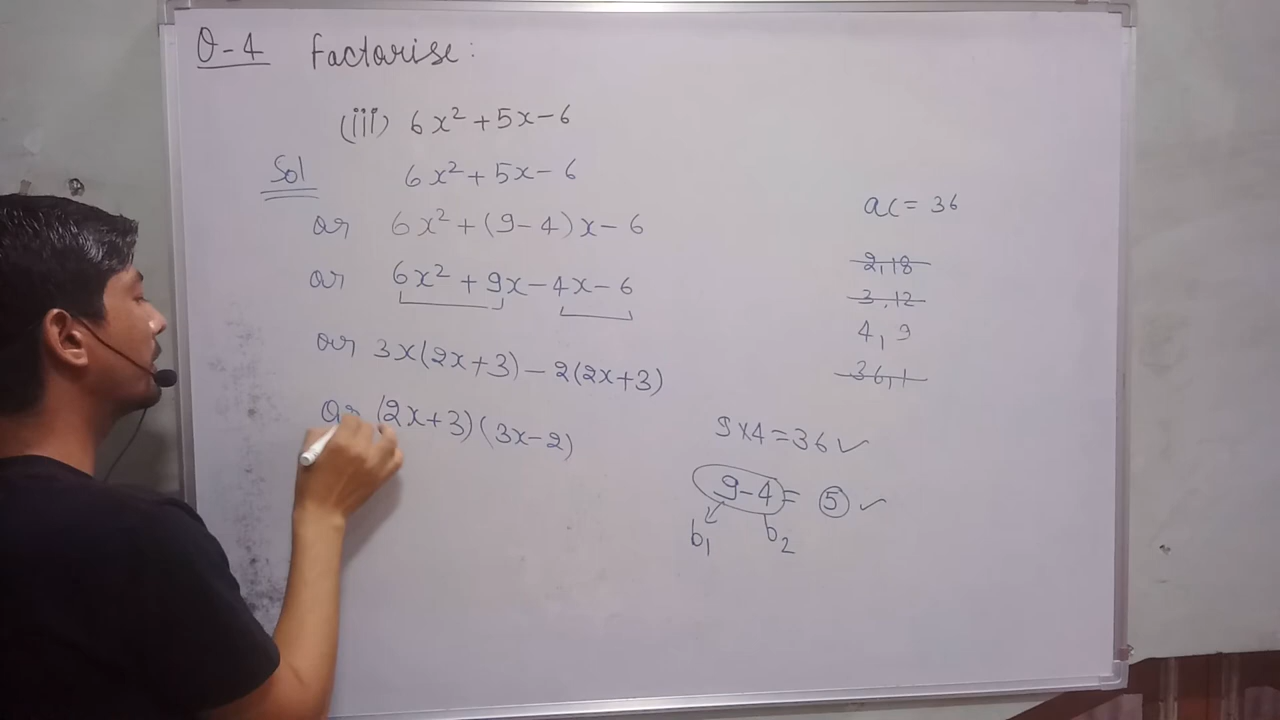 Q-4 Factorise:
(iii) 6x² + 5x - 6
Sol 6x² + 5x - 6
or 6x² + (9-4)x - 6
or 6x² + 9x - 4x - 6
or 3x(2x+3) - 2(2x+3)
or (2x+3)(3x-2)
ac = 36
2,18
3,12
4,9
36,1
9x4 = 36 ✓
9-4 = 5 ✓
b₁ b₂